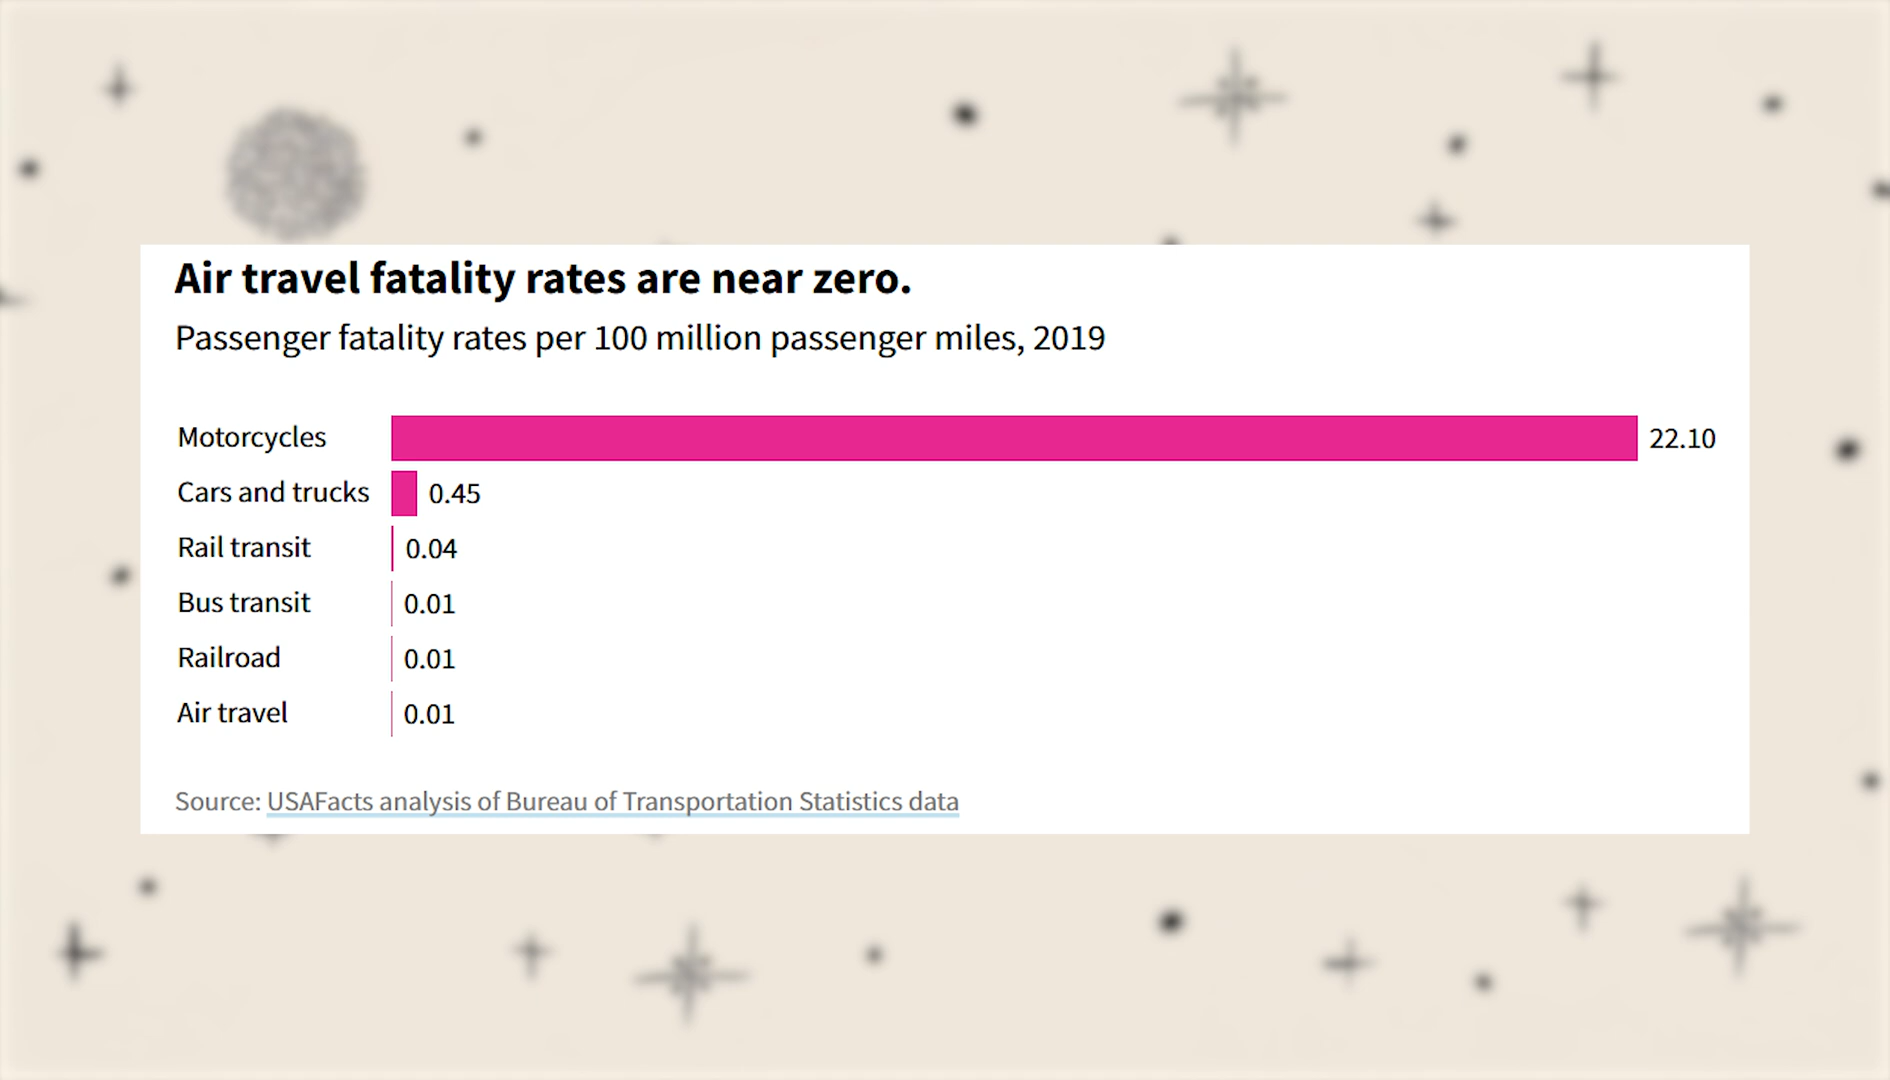 Air travel fatality rates are near zero.
Passenger fatality rates per 100 million passenger miles, 2019
Motorcycles 22.10
Cars and trucks 0.45
Rail transit 0.04
Bus transit 0.01
Railroad 0.01
Air travel 0.01
Source: USAFacts analysis of Bureau of Transportation Statistics data